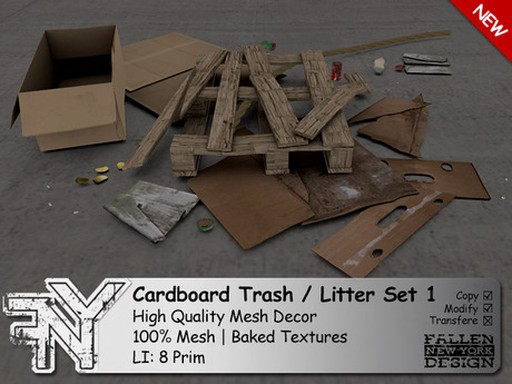 NEW
FNY
Cardboard Trash / Litter Set 1
High Quality Mesh Decor
100% Mesh | Baked Textures
LI: 8 Prim
Copy ☑
Modify ☑
Transfere ☒
FALLEN
NEW YORK
DESIGN